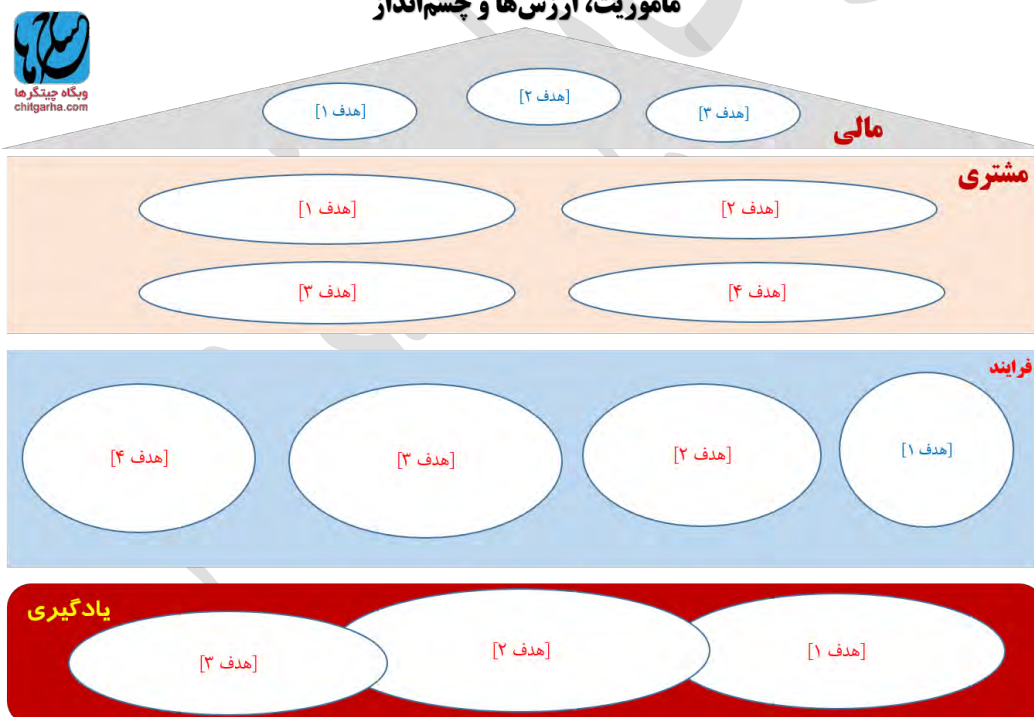 ماموریت، ارزش‌ها و چشم‌انداز
وبگاه چیتگرها
chitgarha.com
[هدف ۱]
[هدف ۲]
[هدف ۳]
مالی
مشتری
[هدف ۲]
[هدف ۱]
[هدف ۴]
[هدف ۳]
فرایند
[هدف ۱]
[هدف ۲]
[هدف ۳]
[هدف ۴]
یادگیری
[هدف ۱]
[هدف ۲]
[هدف ۳]